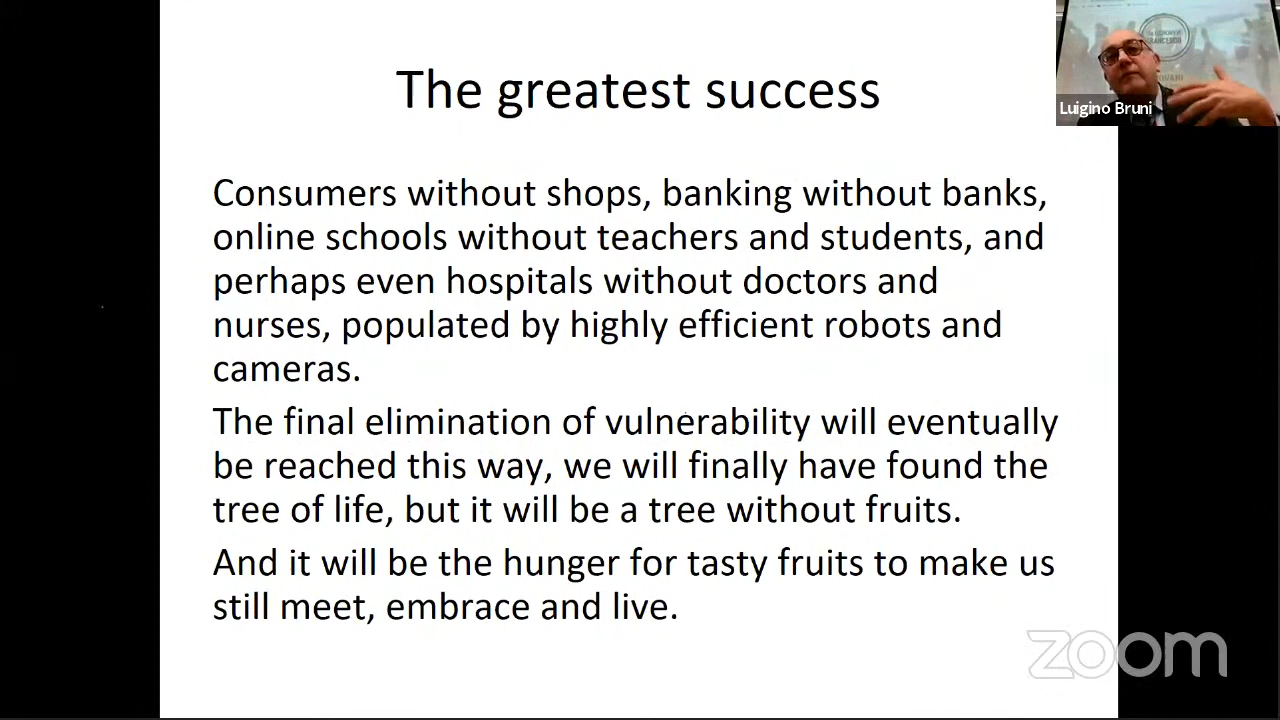 The greatest success
FRANCESCO
Luigino Bruni
Consumers without shops, banking without banks,
online schools without teachers and students, and
perhaps even hospitals without doctors and
nurses, populated by highly efficient robots and
cameras.
The final elimination of vulnerability will eventually
be reached this way, we will finally have found the
tree of life, but it will be a tree without fruits.
And it will be the hunger for tasty fruits to make us
still meet, embrace and live.
zoom